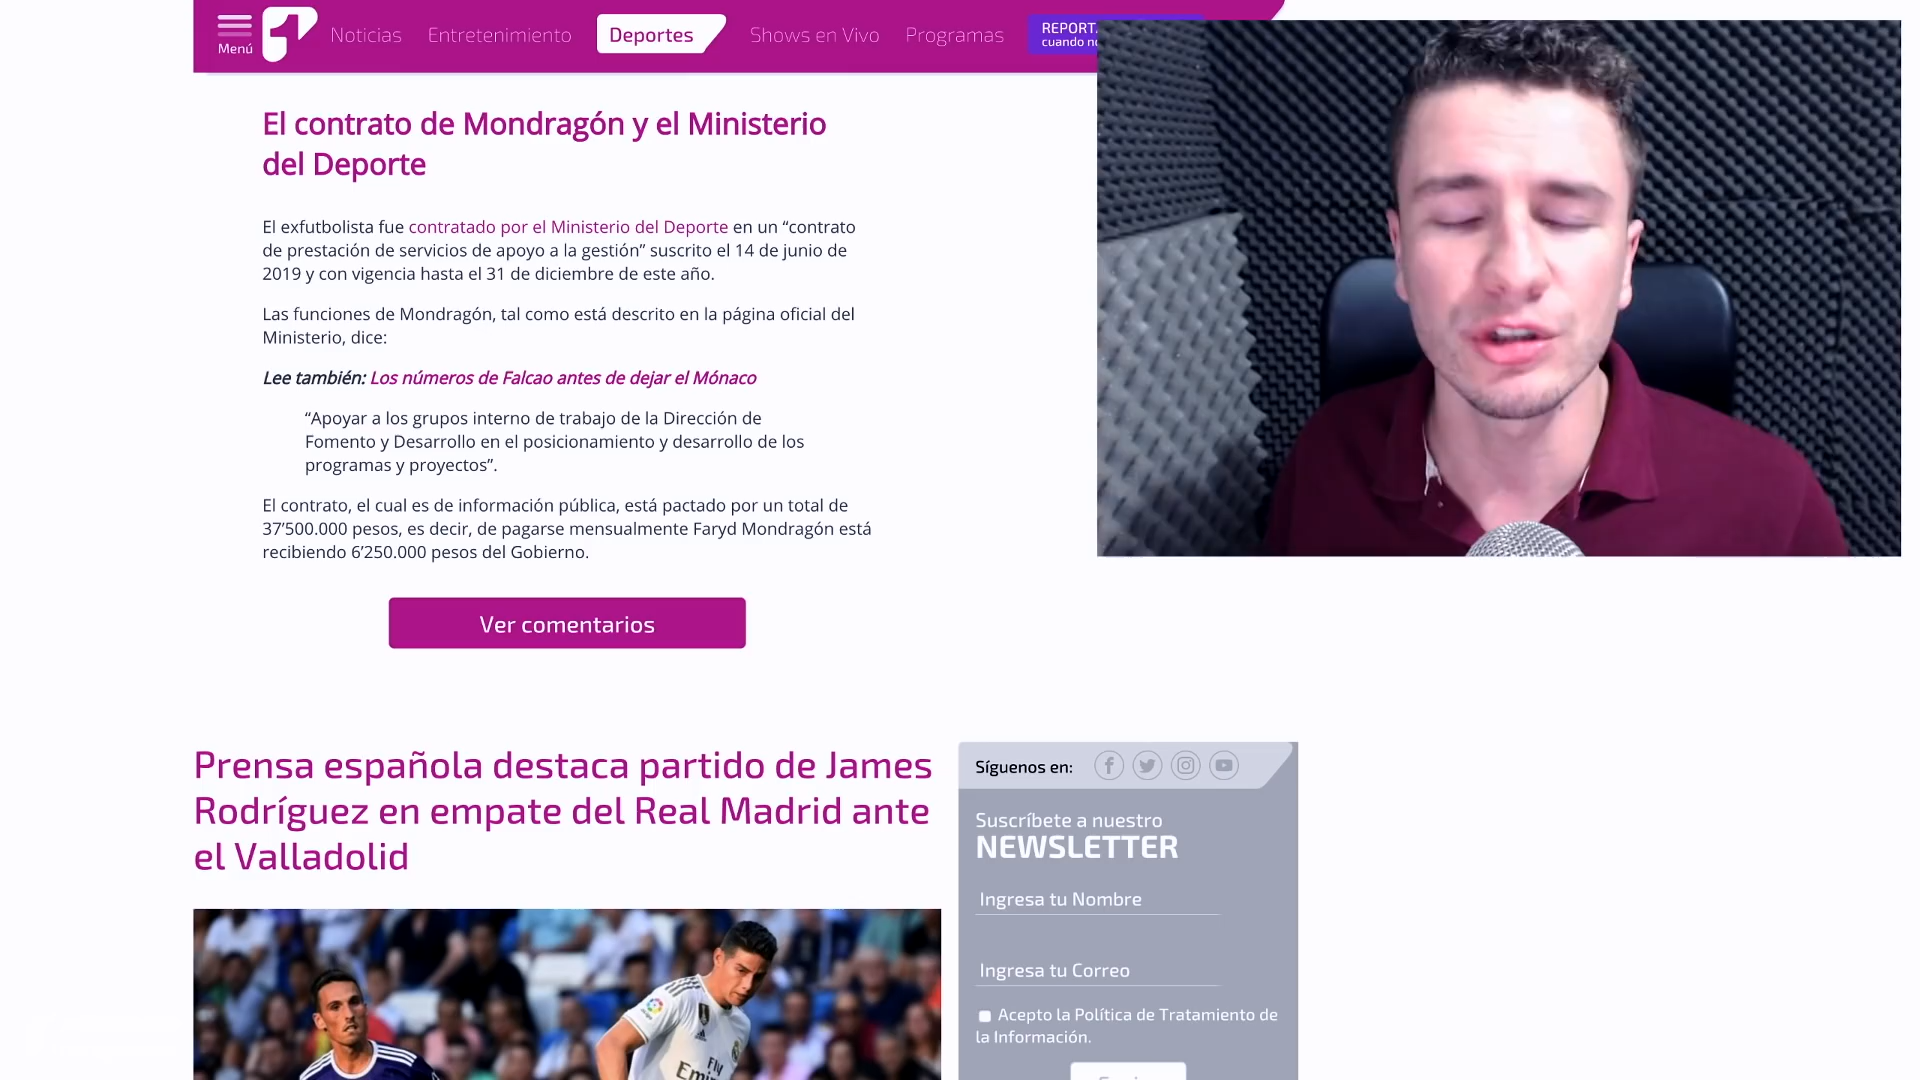 Menú
Noticias
Entretenimiento
Deportes
Shows en Vivo
Programas
cuando
El contrato de Mondragón y el Ministerio
del Deporte
El exfutbolista fue contratado por el Ministerio del Deporte en un “contrato
de prestación de servicios de apoyo a la gestión” suscrito el 14 de junio de
2019 y con vigencia hasta el 31 de diciembre de este año.
Las funciones de Mondragón, tal como está descrito en la página oficial del
Ministerio, dice:
Lee también: Los números de Falcao antes de dejar el Mónaco
“Apoyar a los grupos interno de trabajo de la Dirección de
Fomento y Desarrollo en el posicionamiento y desarrollo de los
programas y proyectos”.
El contrato, el cual es de información pública, está pactado por un total de
37’500.000 pesos, es decir, de pagarse mensualmente Faryd Mondragón está
recibiendo 6’250.000 pesos del Gobierno.
Ver comentarios
Prensa española destaca partido de James
Rodríguez en empate del Real Madrid ante
el Valladolid
Síguenos en:
Suscríbete a nuestro
NEWSLETTER
Ingresa tu Nombre
Ingresa tu Correo
Acepto la Política de Tratamiento de
la Información.
Fly